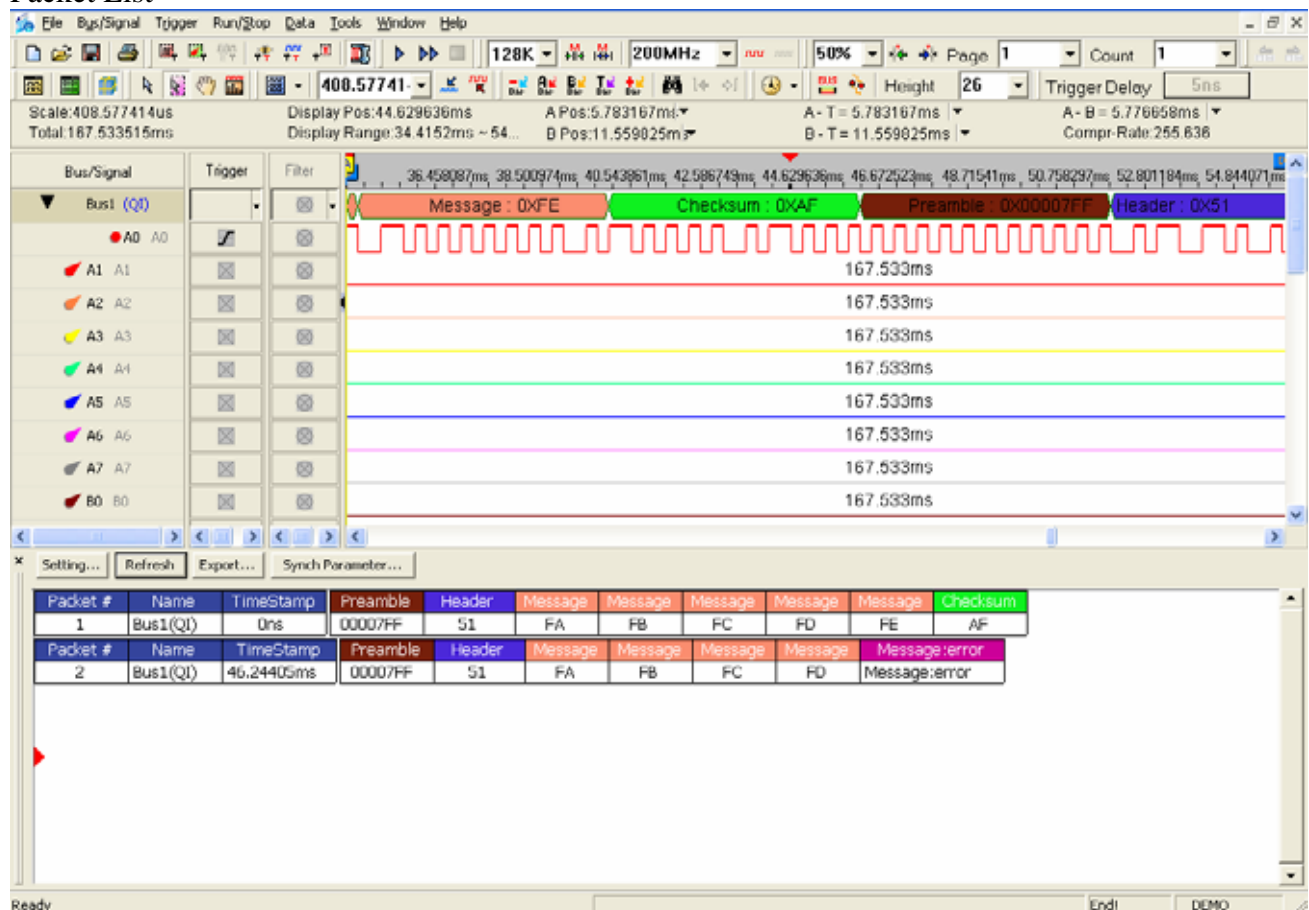 Packet List
File Bus/Signal Trigger Run/Stop Data Tools Window Help
128K 200MHz 50% Page 1 Count 1
408.57741- Height 26 Trigger Delay 5ns
Scale:408.577414us Display Pos:44.629636ms A Pos:5.783167ms A - T = 5.783167ms A - B = 5.776658ms
Total:167.533515ms Display Range:34.4152ms ~ 54... B Pos:11.559825ms B - T = 11.559825ms Compr-Rate:255.636
Bus/Signal Trigger Filter 36.458087ms 38.500974ms 40.543861ms 42.586749ms 44.629636ms 46.672523ms 48.71541ms 50.758297ms 52.801184ms 54.844071ms
Bus1 (QI) Message : 0XFE Checksum : 0XAF Preamble : 0X00007FF Header : 0X51
A0 A0
A1 A1 167.533ms
A2 A2 167.533ms
A3 A3 167.533ms
A4 A4 167.533ms
A5 A5 167.533ms
A6 A6 167.533ms
A7 A7 167.533ms
B0 B0 167.533ms
Setting... Refresh Export... Synch Parameter...
Packet # Name TimeStamp Preamble Header Message Message Message Message Message Checksum
1 Bus1(QI) 0ns 00007FF 51 FA FB FC FD FE AF
Packet # Name TimeStamp Preamble Header Message Message Message Message Message:error
2 Bus1(QI) 46.24405ms 00007FF 51 FA FB FC FD Message:error
Ready End! DEMO